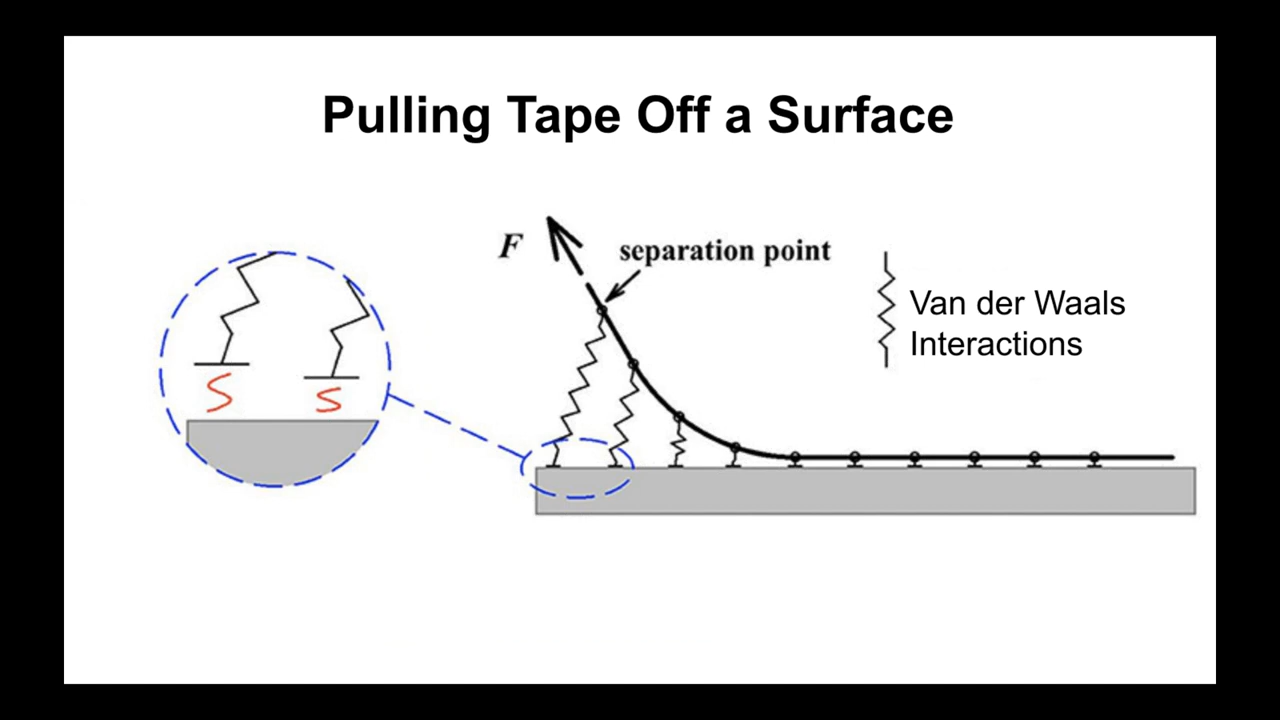 Pulling Tape Off a Surface
F
separation point
Van der Waals
Interactions
S
S